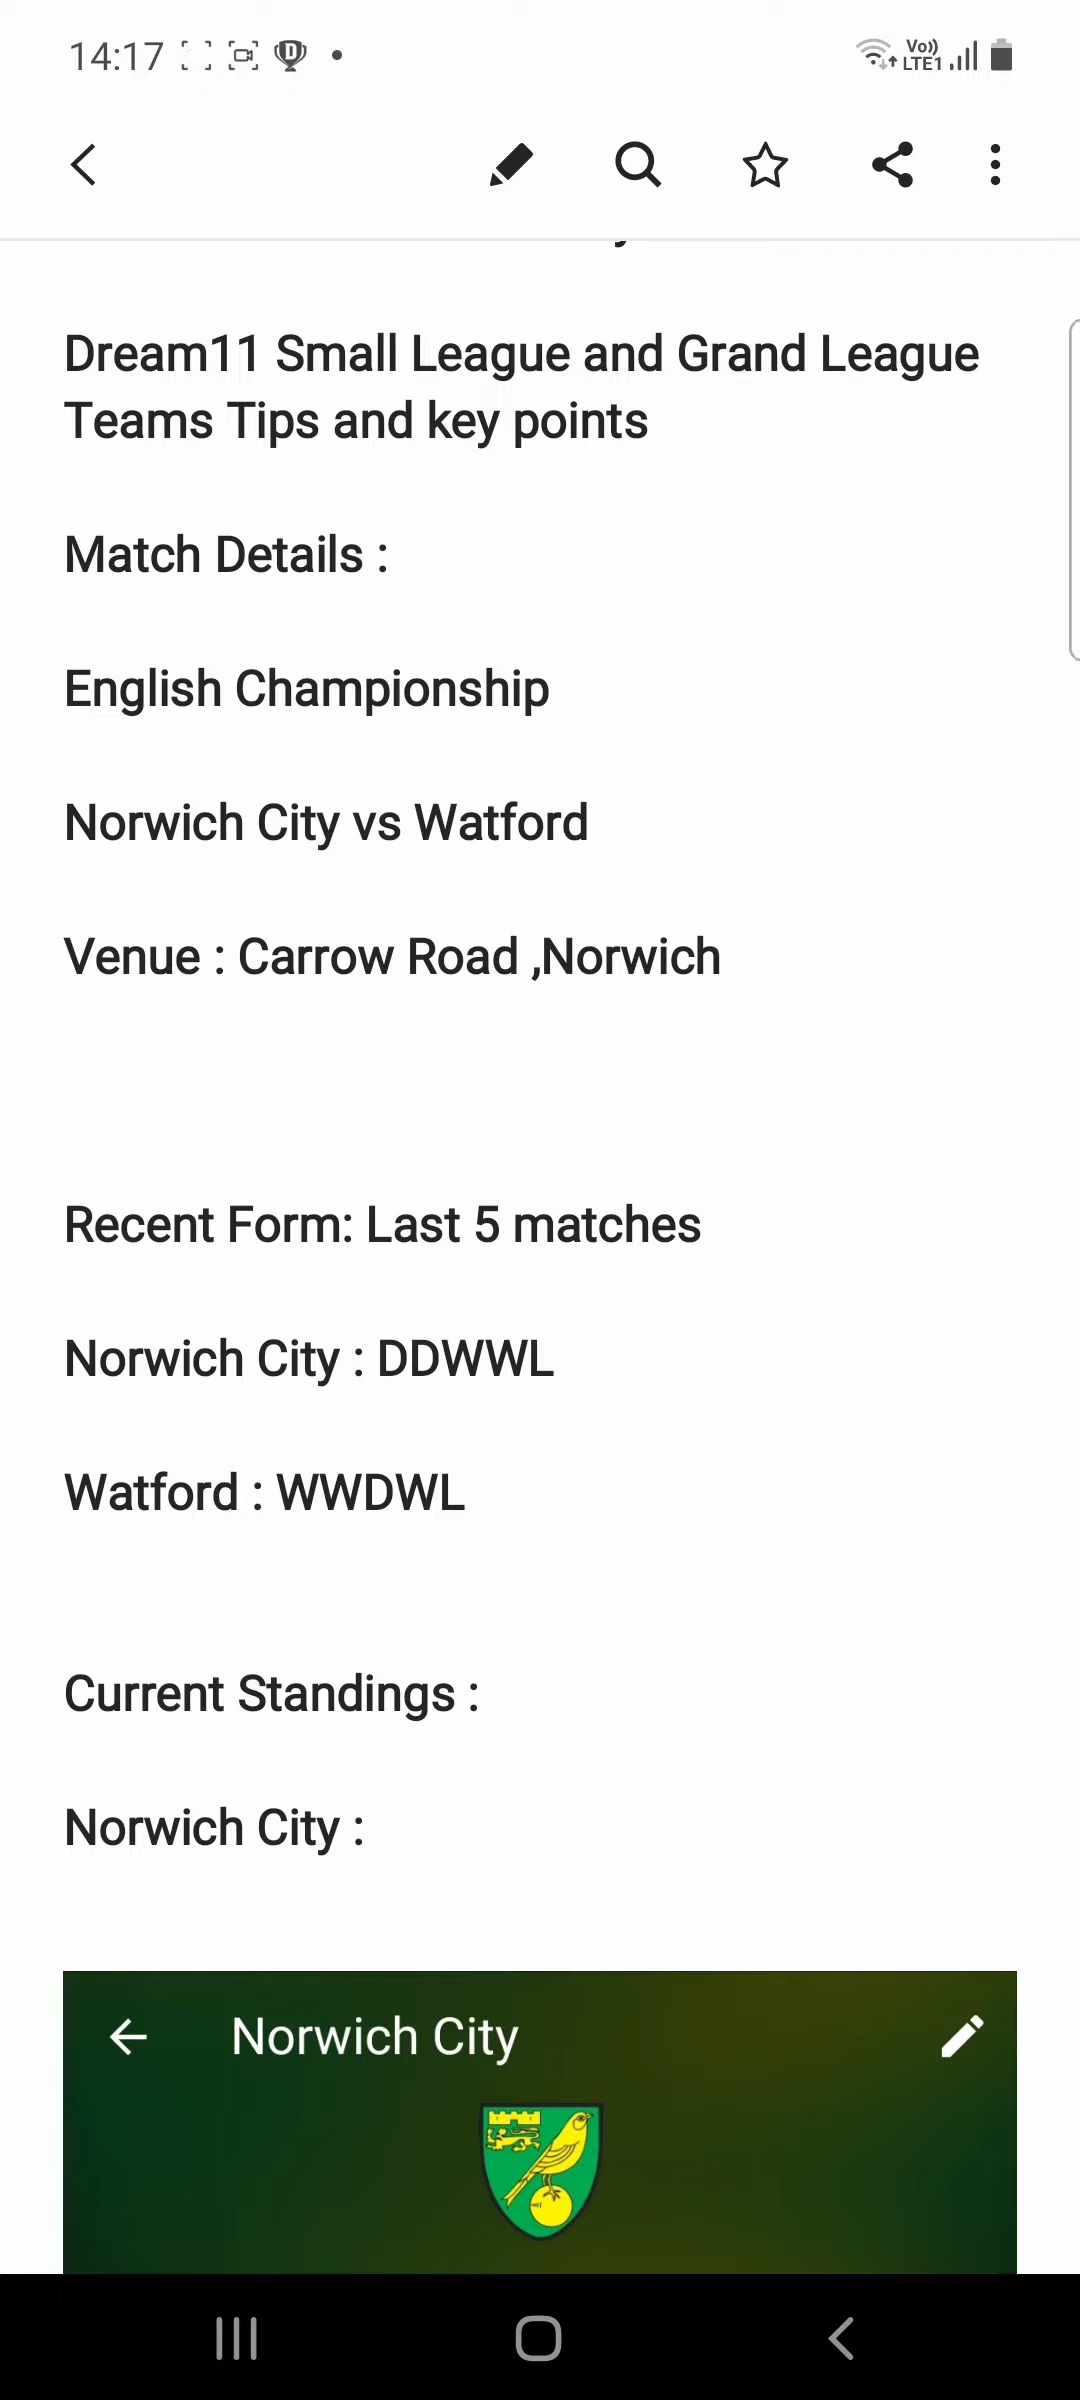 14:17
Vo))
LTE1
Dream11 Small League and Grand League
Teams Tips and key points
Match Details :
English Championship
Norwich City vs Watford
Venue : Carrow Road ,Norwich
Recent Form: Last 5 matches
Norwich City : DDWWL
Watford : WWDWL
Current Standings :
Norwich City :
Norwich City